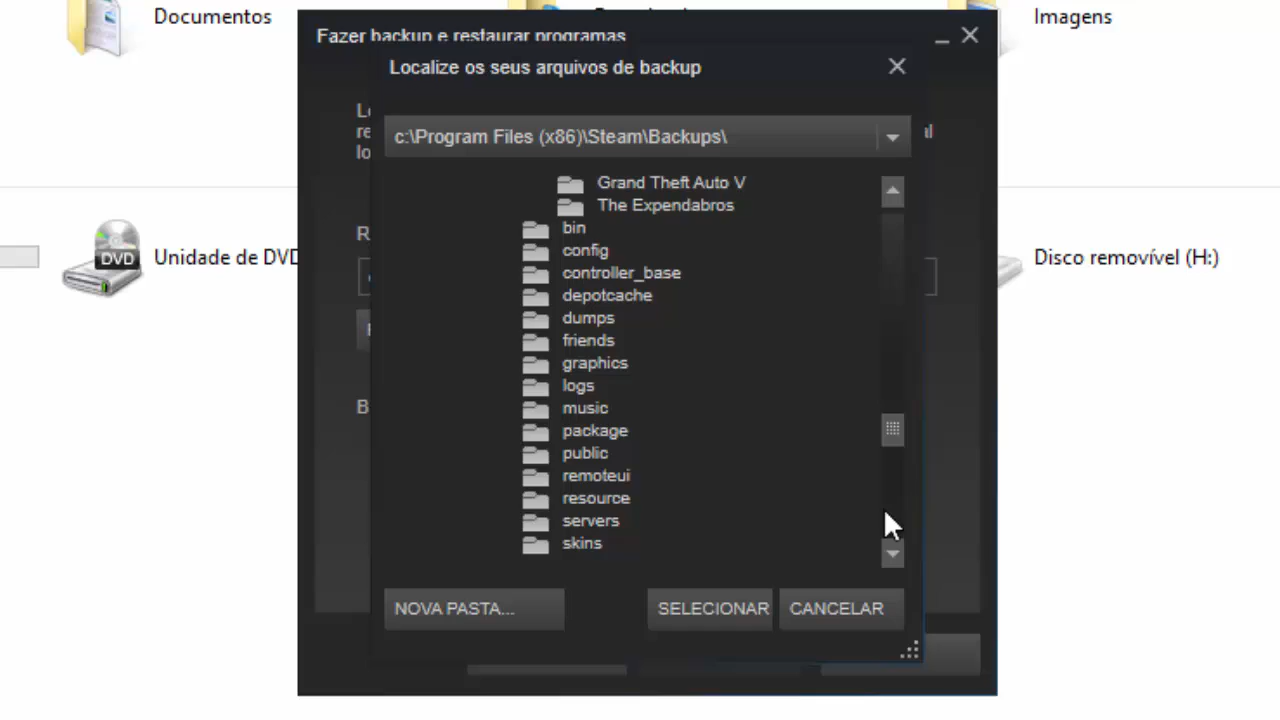 Documentos
Imagens
Fazer backup e restaurar programas
Localize os seus arquivos de backup
c:\Program Files (x86)\Steam\Backups\
Grand Theft Auto V
The Expendabros
bin
config
controller_base
depotcache
dumps
friends
graphics
logs
music
package
public
remoteui
resource
servers
skins
DVD
Unidade de DVD
Disco removível (H:)
NOVA PASTA...
SELECIONAR
CANCELAR